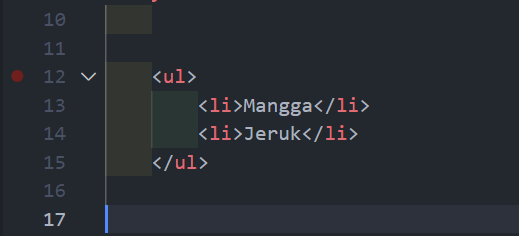 10
11
12 <ul>
13 <li>Mangga</li>
14 <li>Jeruk</li>
15 </ul>
16
17